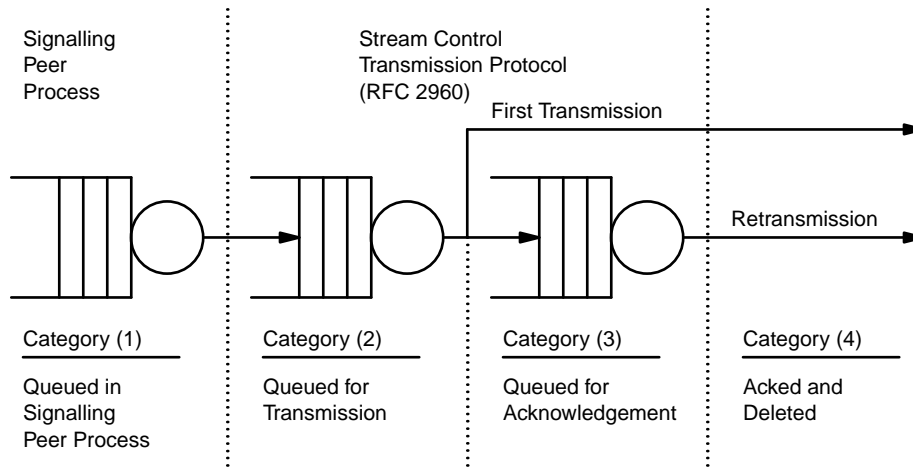 Signalling
Peer
Process
Stream Control
Transmission Protocol
(RFC 2960)
First Transmission
Retransmission
Category (1)
Queued in
Signalling
Peer Process
Category (2)
Queued for
Transmission
Category (3)
Queued for
Acknowledgement
Category (4)
Acked and
Deleted